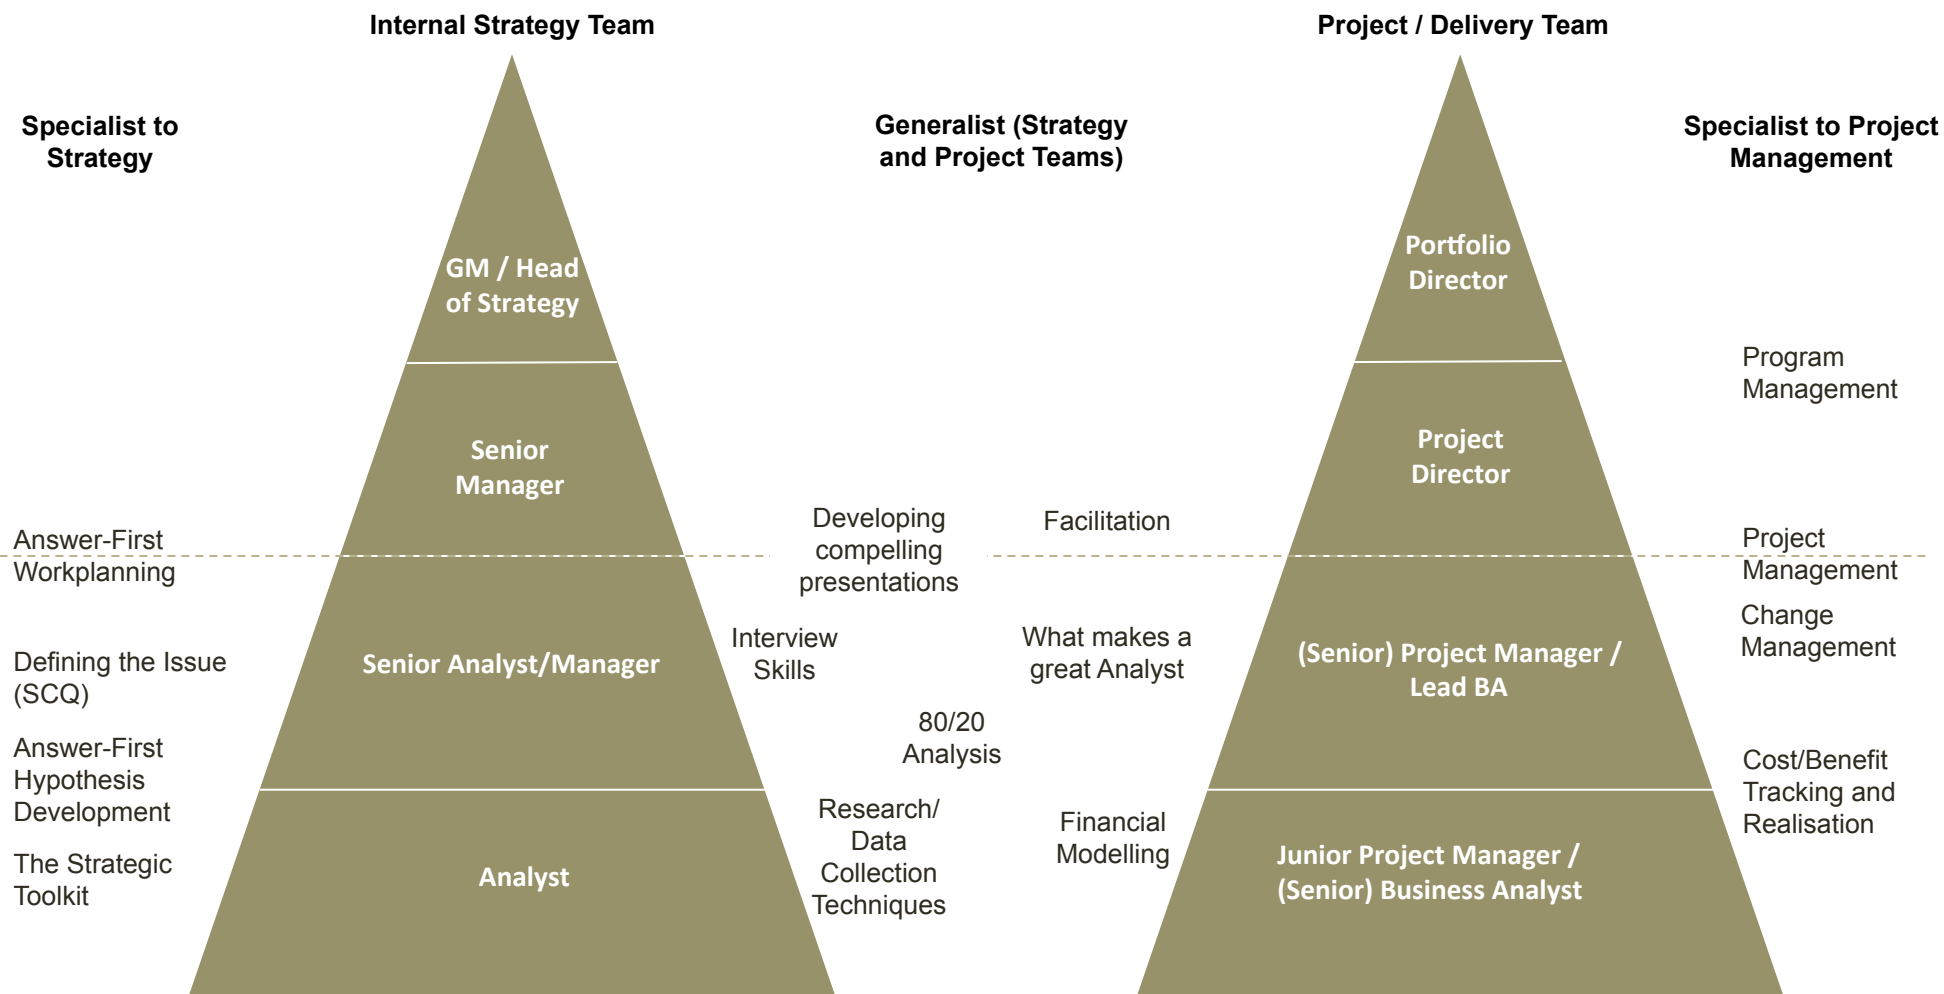 Internal Strategy Team
Project / Delivery Team
Specialist to
Strategy
Generalist (Strategy
and Project Teams)
Specialist to Project
Management
GM / Head
of Strategy
Portfolio
Director
Program
Management
Senior
Manager
Project
Director
Answer-First
Workplanning
Developing
compelling
presentations
Facilitation
Project
Management
Defining the Issue
(SCQ)
Senior Analyst/Manager
Interview
Skills
What makes a
great Analyst
(Senior) Project Manager /
Lead BA
Change
Management
80/20
Analysis
Answer-First
Hypothesis
Development
Cost/Benefit
Tracking and
Realisation
The Strategic
Toolkit
Analyst
Research/
Data
Collection
Techniques
Financial
Modelling
Junior Project Manager /
(Senior) Business Analyst